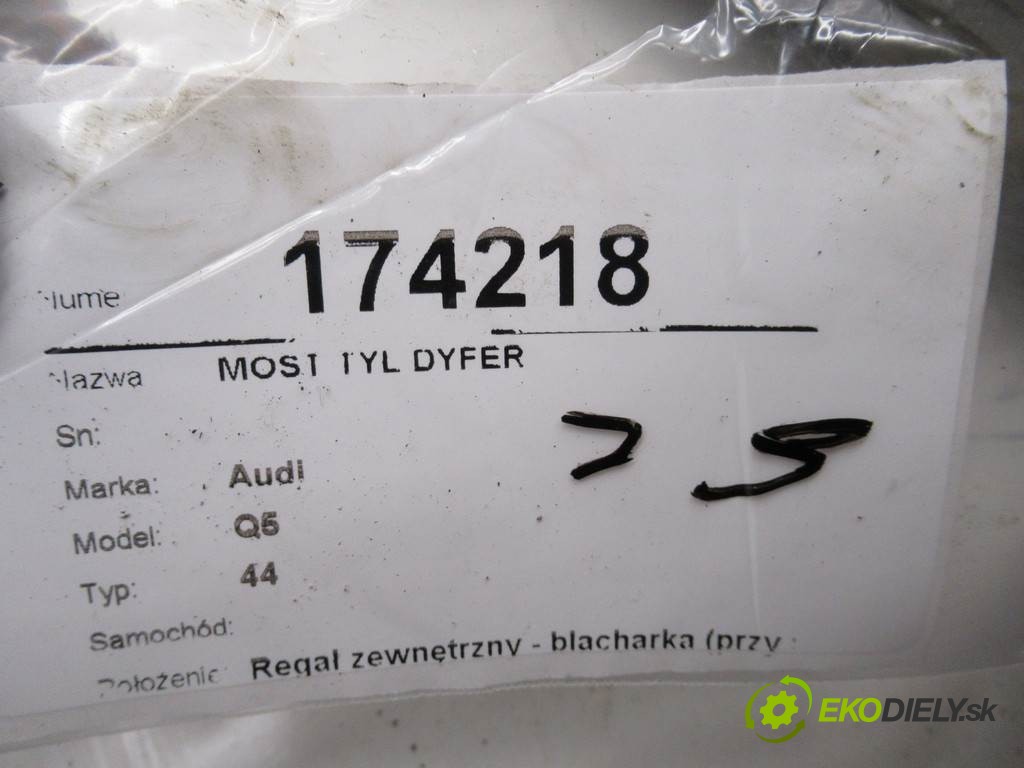 174218
MOST TYL DYFER
Sn:
Marka: Audi
Model: Q5
Typ: 44
Samochód:
Regał zewnętrzny - blacharka (przy
EKODIELY.sk